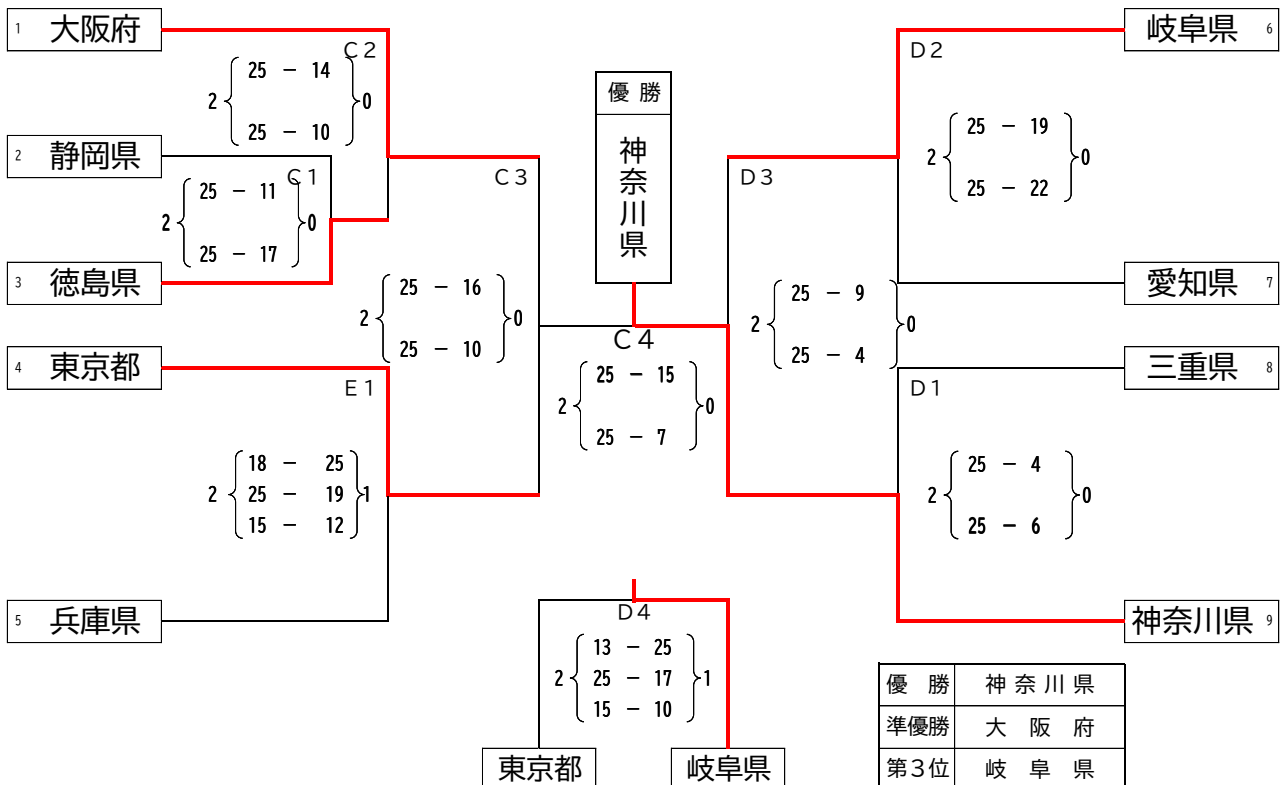 1 大阪府
C2
25 － 14
2 0
25 － 10
2 静岡県
C1
25 － 11
2 0
25 － 17
3 徳島県
C3
25 － 16
2 0
25 － 10
4 東京都
E1
18 － 25
2 25 － 19 1
15 － 12
5 兵庫県
優勝
神奈川県
C4
25 － 15
2 0
25 － 7
岐阜県 6
D2
25 － 19
2 0
25 － 22
愛知県 7
D3
25 － 9
2 0
25 － 4
三重県 8
D1
25 － 4
2 0
25 － 6
神奈川県 9
D4
13 － 25
2 25 － 17 1
15 － 10
東京都 岐阜県
優　勝 神奈川県
準優勝 大　阪　府
第3位 岐　阜　県